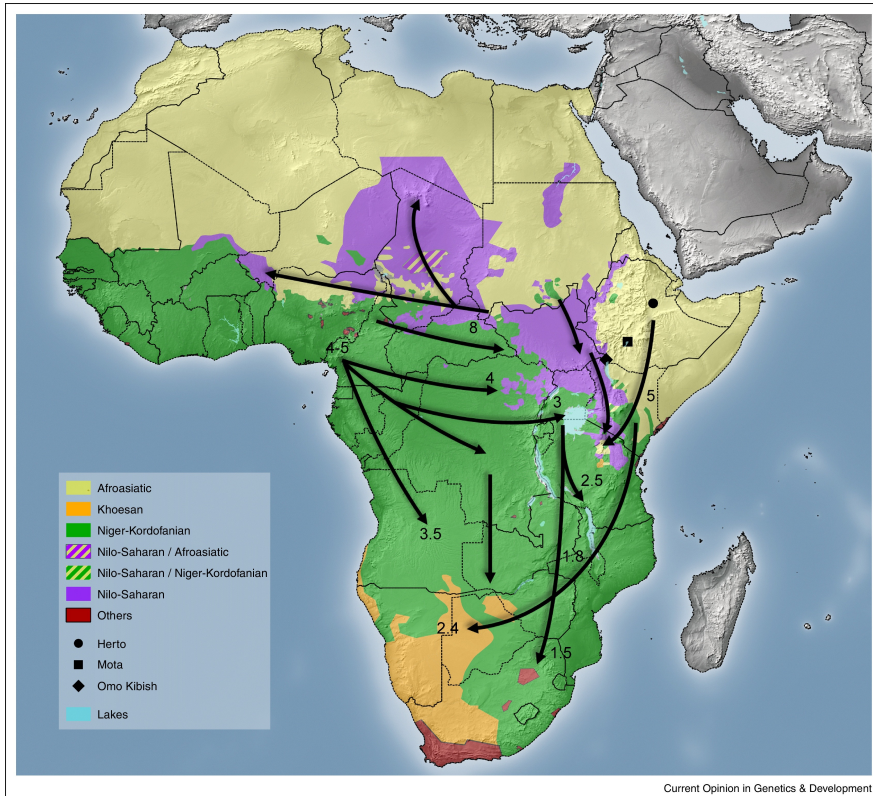 8
4-5
4
3
5
2.5
3.5
1.8
2.4
1.5
Afroasiatic
Khoesan
Niger-Kordofanian
Nilo-Saharan / Afroasiatic
Nilo-Saharan / Niger-Kordofanian
Nilo-Saharan
Others
Herto
Mota
Omo Kibish
Lakes
Current Opinion in Genetics & Development